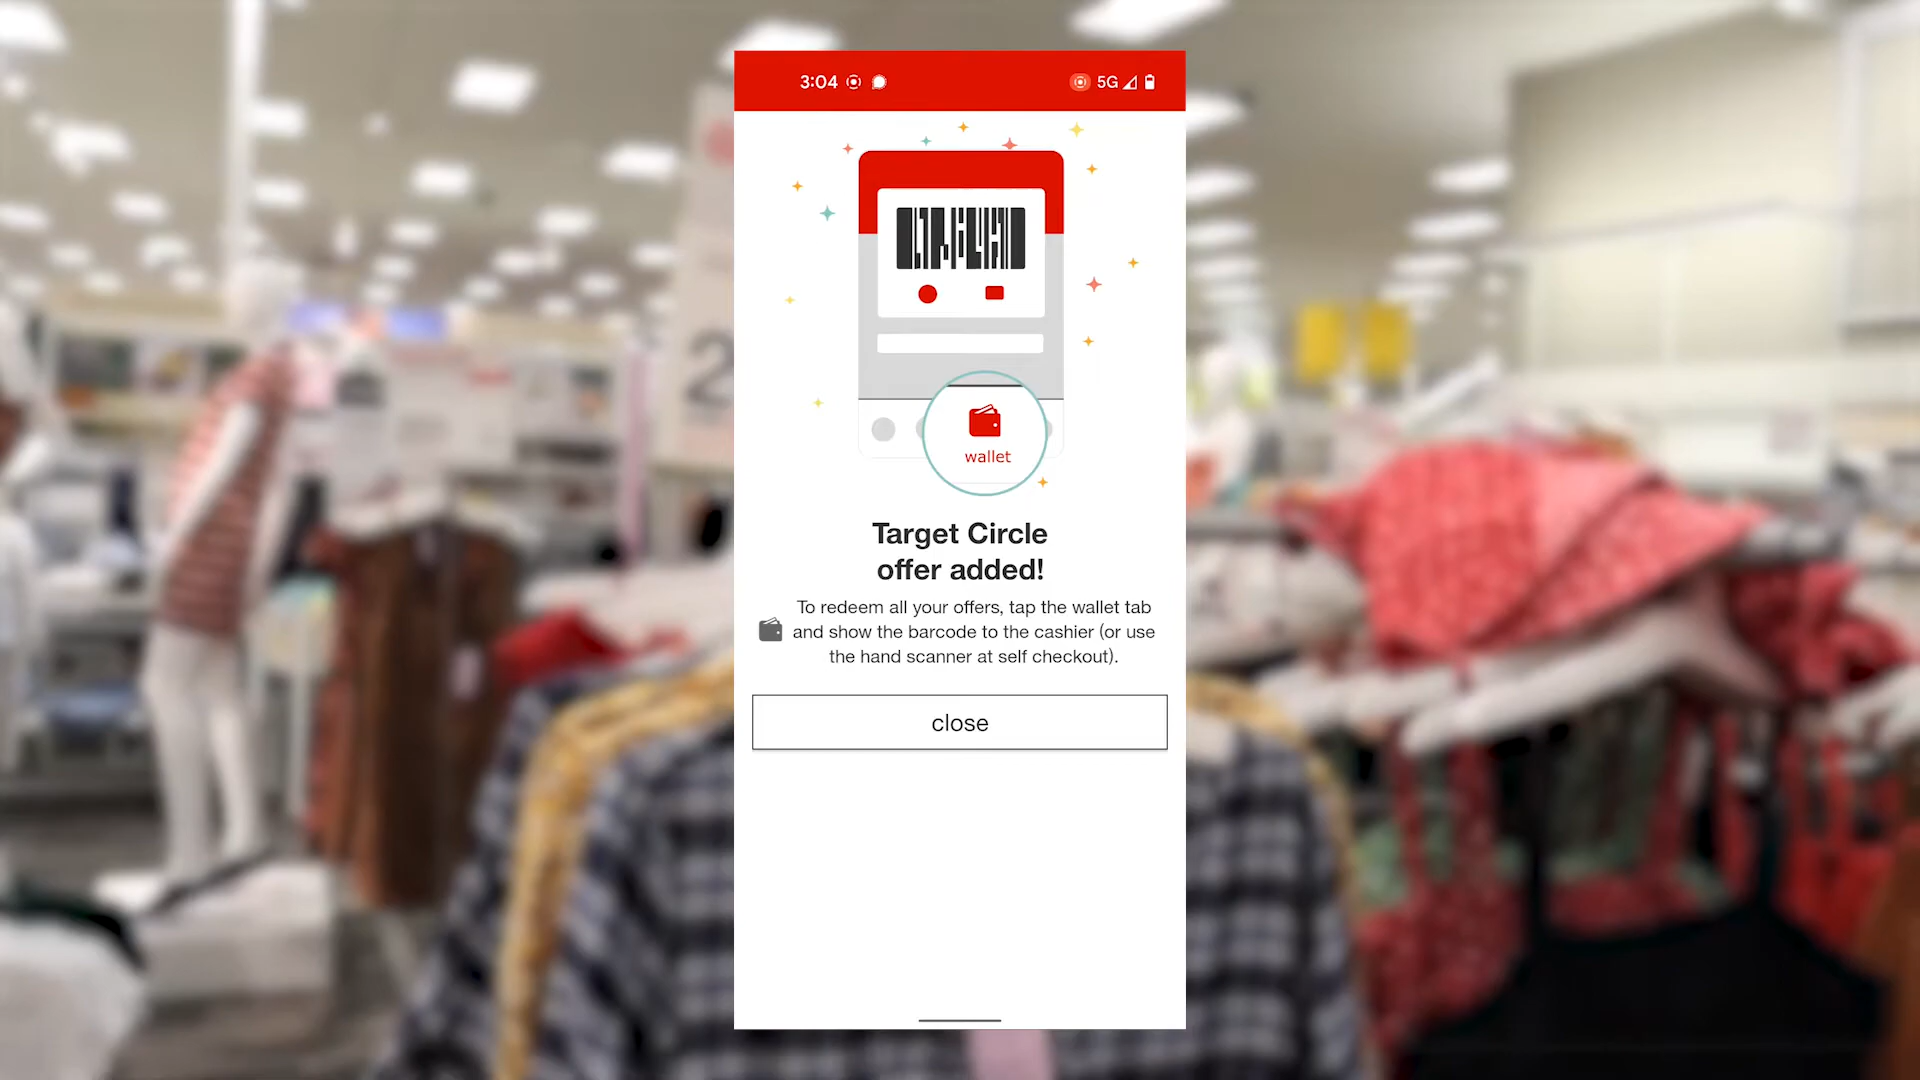 3:04
5G
2
wallet
Target Circle
offer added!
To redeem all your offers, tap the wallet tab
and show the barcode to the cashier (or use
the hand scanner at self checkout).
close